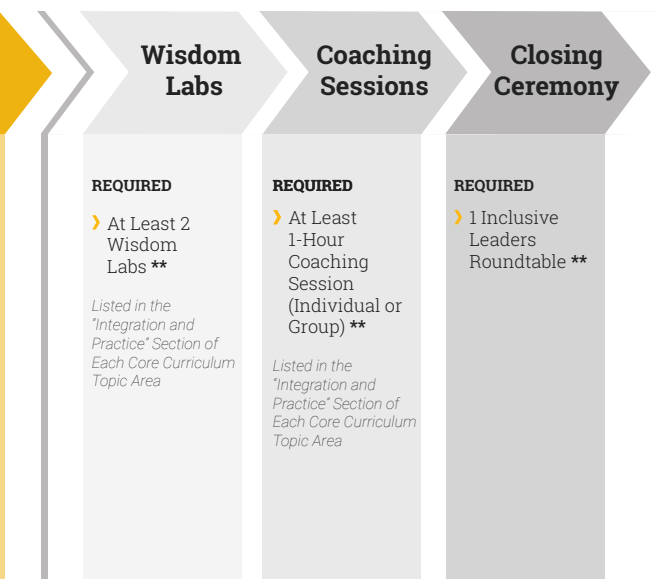 Wisdom
Labs
REQUIRED
❯ At Least 2
Wisdom
Labs **
Listed in the
"Integration and
Practice" Section of
Each Core Curriculum
Topic Area
Coaching
Sessions
REQUIRED
❯ At Least
1-Hour
Coaching
Session
(Individual or
Group) **
Listed in the
"Integration and
Practice" Section of
Each Core Curriculum
Topic Area
Closing
Ceremony
REQUIRED
❯ 1 Inclusive
Leaders
Roundtable **